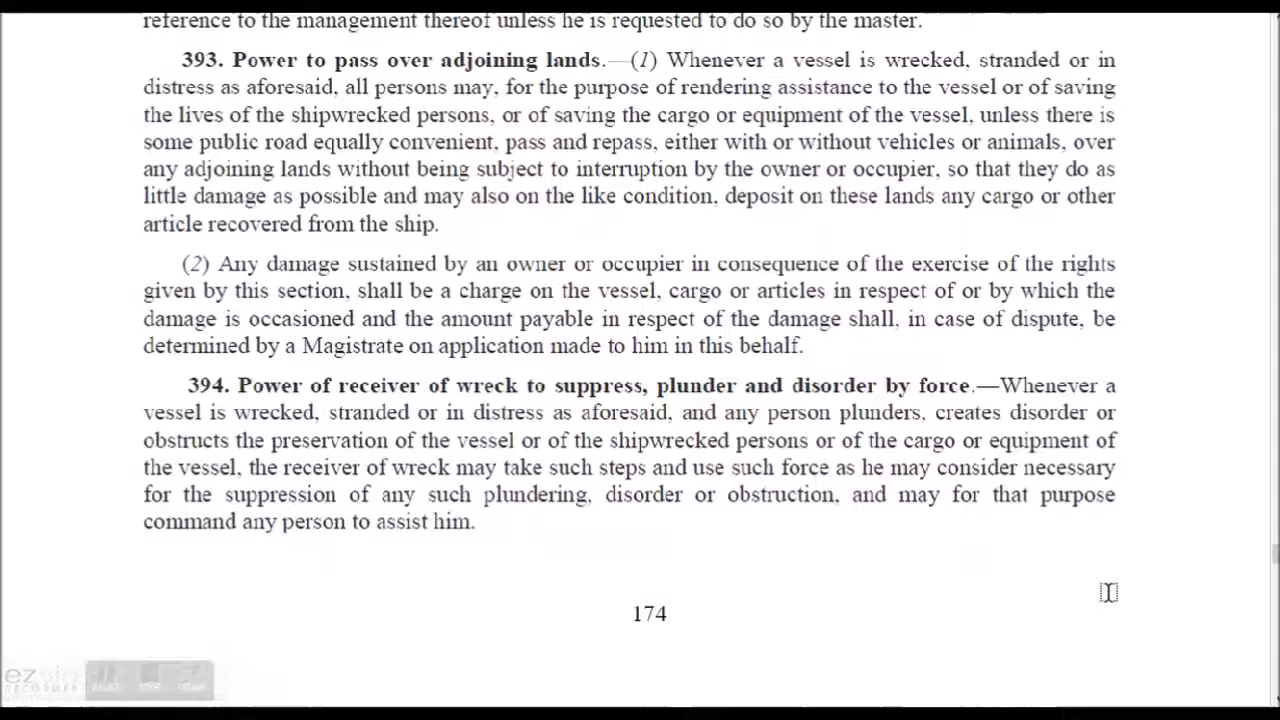 reference to the management thereof unless he is requested to do so by the master.
393. Power to pass over adjoining lands.—(1) Whenever a vessel is wrecked, stranded or in
distress as aforesaid, all persons may, for the purpose of rendering assistance to the vessel or of saving
the lives of the shipwrecked persons, or of saving the cargo or equipment of the vessel, unless there is
some public road equally convenient, pass and repass, either with or without vehicles or animals, over
any adjoining lands without being subject to interruption by the owner or occupier, so that they do as
little damage as possible and may also on the like condition, deposit on these lands any cargo or other
article recovered from the ship.
(2) Any damage sustained by an owner or occupier in consequence of the exercise of the rights
given by this section, shall be a charge on the vessel, cargo or articles in respect of or by which the
damage is occasioned and the amount payable in respect of the damage shall, in case of dispute, be
determined by a Magistrate on application made to him in this behalf.
394. Power of receiver of wreck to suppress, plunder and disorder by force.—Whenever a
vessel is wrecked, stranded or in distress as aforesaid, and any person plunders, creates disorder or
obstructs the preservation of the vessel or of the shipwrecked persons or of the cargo or equipment of
the vessel, the receiver of wreck may take such steps and use such force as he may consider necessary
for the suppression of any such plundering, disorder or obstruction, and may for that purpose
command any person to assist him.
174
ez
RECORDER